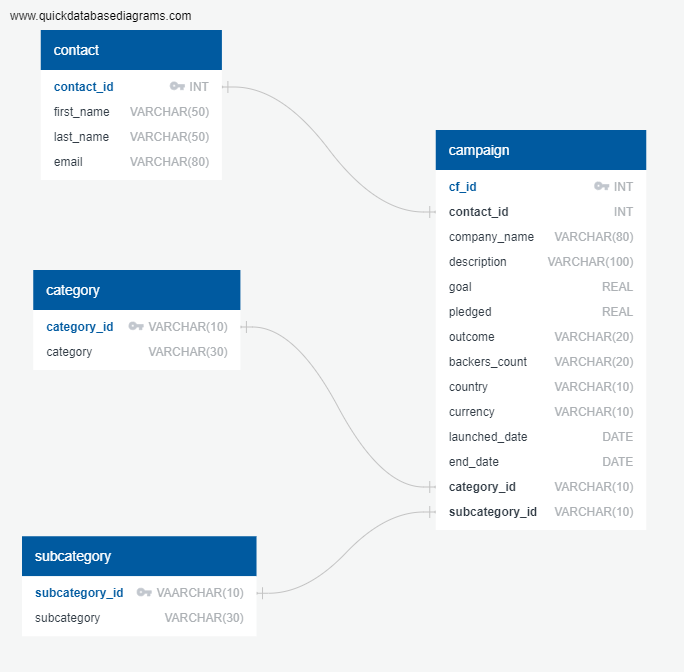 www.quickdatabasediagrams.com
contact
contact_id INT
first_name VARCHAR(50)
last_name VARCHAR(50)
email VARCHAR(80)
campaign
cf_id INT
contact_id INT
company_name VARCHAR(80)
description VARCHAR(100)
goal REAL
pledged REAL
outcome VARCHAR(20)
backers_count VARCHAR(20)
country VARCHAR(10)
currency VARCHAR(10)
launched_date DATE
end_date DATE
category_id VARCHAR(10)
subcategory_id VARCHAR(10)
category
category_id VARCHAR(10)
category VARCHAR(30)
subcategory
subcategory_id VAARCHAR(10)
subcategory VARCHAR(30)